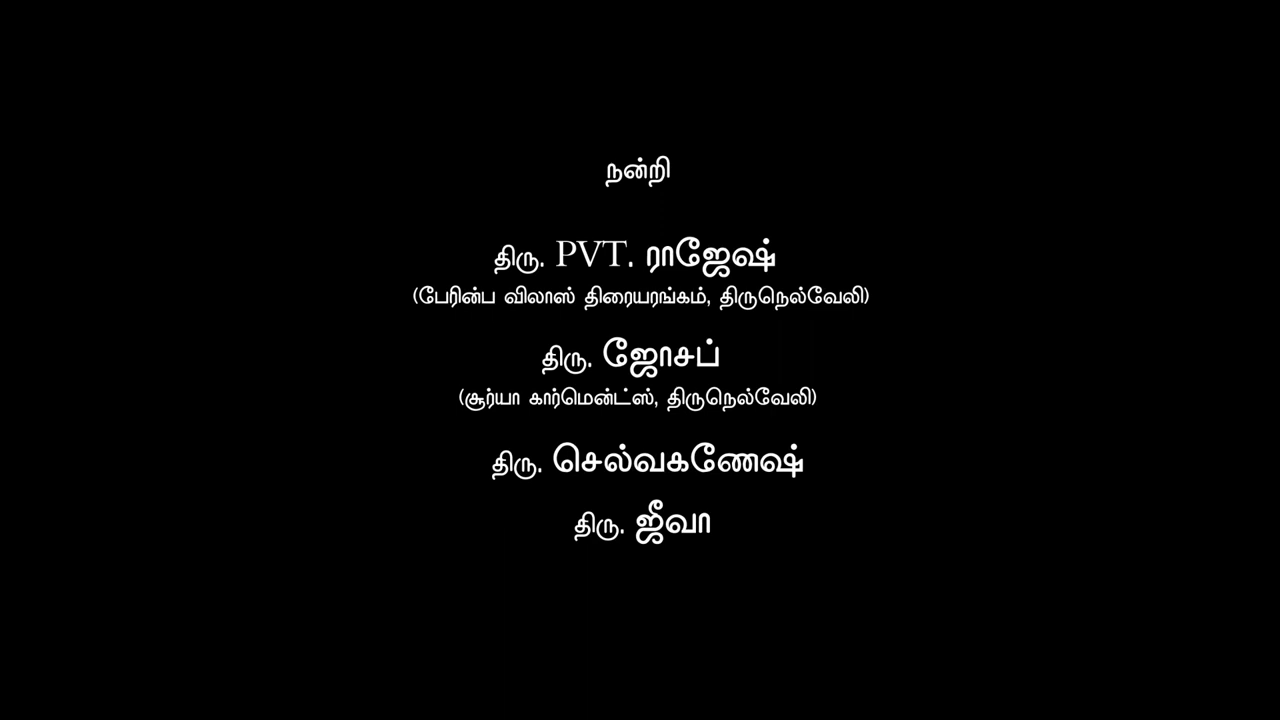 நன்றி
திரு. PVT. ராஜேஷ்
(பேரின்ப விலாஸ் திரையரங்கம், திருநெல்வேலி)
திரு. ஜோசப்
(சூர்யா கார்மென்ட்ஸ், திருநெல்வேலி)
திரு. செல்வகணேஷ்
திரு. ஜீவா